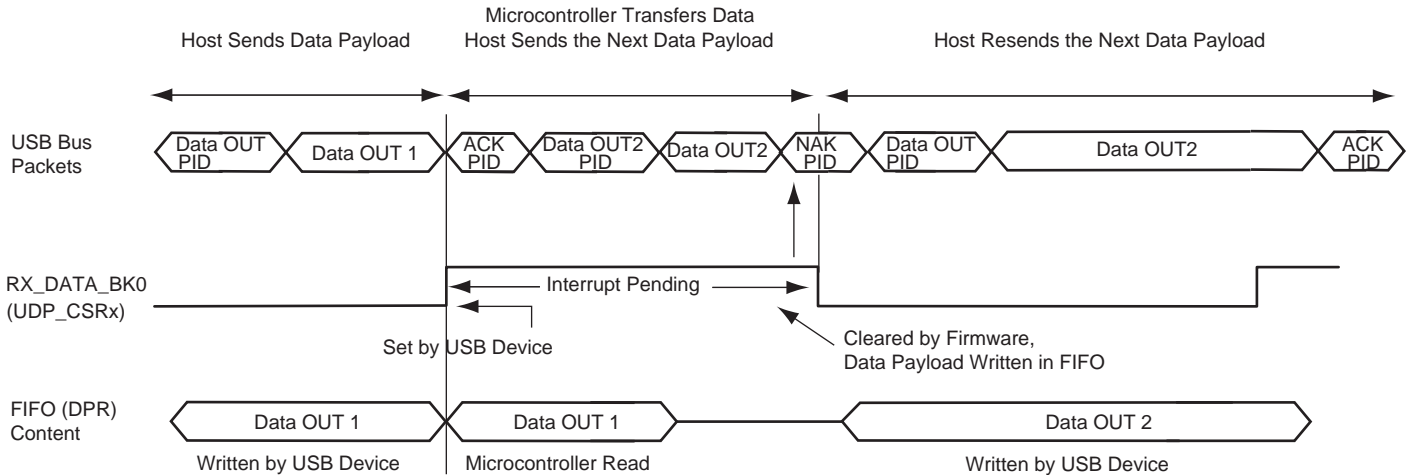 Microcontroller Transfers Data
Host Sends Data Payload
Host Sends the Next Data Payload
Host Resends the Next Data Payload
USB Bus
Packets
Data OUT
PID
Data OUT 1
ACK
PID
Data OUT2
PID
Data OUT2
NAK
PID
Data OUT
PID
Data OUT2
ACK
PID
RX_DATA_BK0
(UDP_CSRx)
Interrupt Pending
Set by USB Device
Cleared by Firmware,
Data Payload Written in FIFO
FIFO (DPR)
Content
Data OUT 1
Data OUT 1
Data OUT 2
Written by USB Device
Microcontroller Read
Written by USB Device